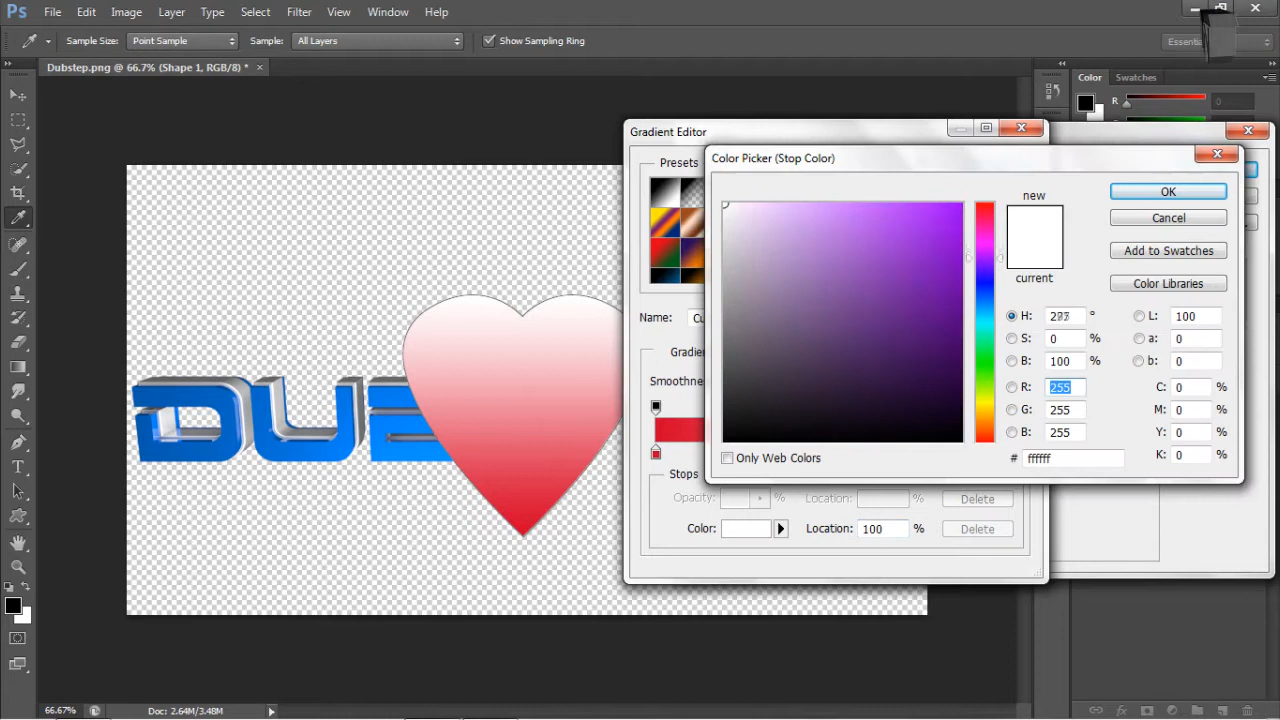 Ps File Edit Image Layer Type Select Filter View Window Help
Sample Size: Point Sample Sample: All Layers Show Sampling Ring
Dubstep.png @ 66.7% (Shape 1, RGB/8) * ×
Color Swatches
R 0
Gradient Editor
Presets
Color Picker (Stop Color)
new
current
OK
Cancel
Add to Swatches
Color Libraries
H: °
S: 0 %
B: 100 %
R: 255
G: 255
B: 255
# ffffff
L: 100
a: 0
b: 0
C: 0 %
M: 0 %
Y: 0 %
K: 0 %
Only Web Colors
Name:
Smoothness
Stops
Opacity: % Location: Delete
Color: Location: 100 % Delete
DU
66.67% Doc: 2.64M/3.48M
fx